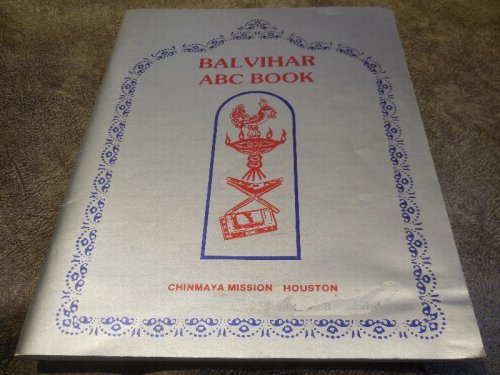 BALVIHAR
ABC BOOK
CHINMAYA MISSION HOUSTON